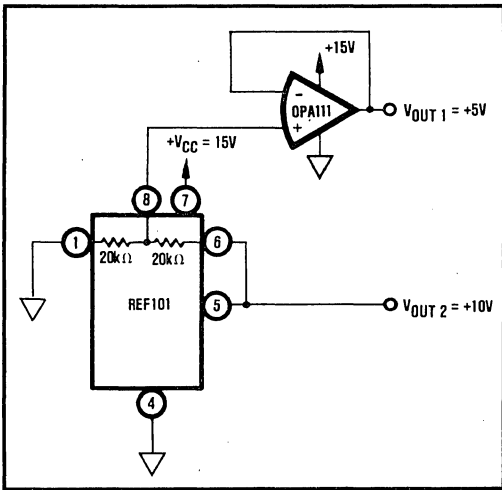 +15V
−
OPA111
+
V_OUT 1 = +5V
+V_CC = 15V
8
7
1
20kΩ
20kΩ
6
REF101
5
V_OUT 2 = +10V
4